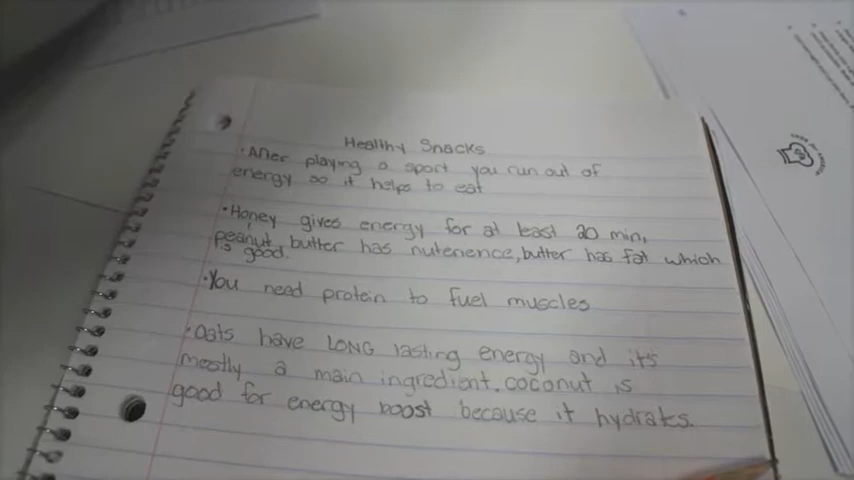 Healthy Snacks
• After playing a sport you run out of
energy so it helps to eat
• Honey gives energy for at least 20 min,
peanut butter has nutenence, butter has fat which
is good.
• You need protein to fuel muscles
• Oats have LONG lasting energy and it's
mostly a main ingredient. coconut is
good for energy boost because it hydrates.